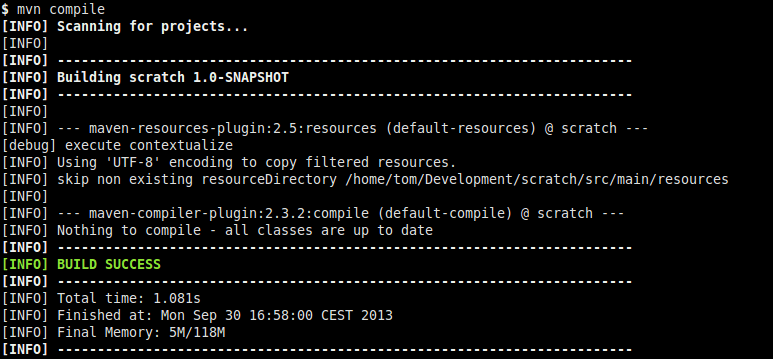 $ mvn compile
[INFO] Scanning for projects...
[INFO]
[INFO] ------------------------------------------------------------------------
[INFO] Building scratch 1.0-SNAPSHOT
[INFO] ------------------------------------------------------------------------
[INFO]
[INFO] --- maven-resources-plugin:2.5:resources (default-resources) @ scratch ---
[debug] execute contextualize
[INFO] Using 'UTF-8' encoding to copy filtered resources.
[INFO] skip non existing resourceDirectory /home/tom/Development/scratch/src/main/resources
[INFO]
[INFO] --- maven-compiler-plugin:2.3.2:compile (default-compile) @ scratch ---
[INFO] Nothing to compile - all classes are up to date
[INFO] ------------------------------------------------------------------------
[INFO] BUILD SUCCESS
[INFO] ------------------------------------------------------------------------
[INFO] Total time: 1.081s
[INFO] Finished at: Mon Sep 30 16:58:00 CEST 2013
[INFO] Final Memory: 5M/118M
[INFO] ------------------------------------------------------------------------